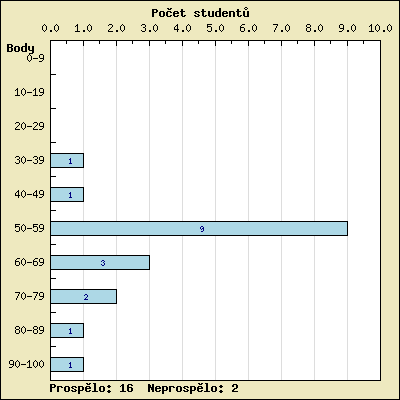 Počet studentů
0.0 1.0 2.0 3.0 4.0 5.0 6.0 7.0 8.0 9.0 10.0
Body
0-9
10-19
20-29
30-39 1
40-49 1
50-59 9
60-69 3
70-79 2
80-89 1
90-100 1
Prospělo: 16 Neprospělo: 2